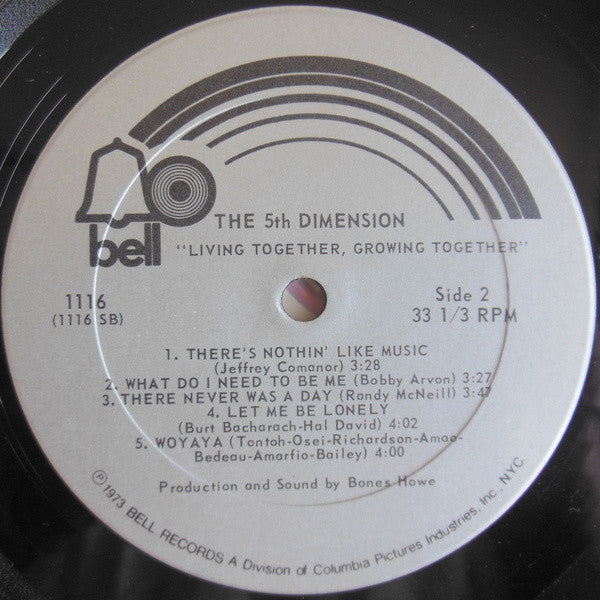 bell
THE 5th DIMENSION
"LIVING TOGETHER, GROWING TOGETHER"
1116
(1116 SB)
Side 2
33 1/3 RPM
1. THERE'S NOTHIN' LIKE MUSIC
(Jeffrey Comanor) 3:28
2. WHAT DO I NEED TO BE ME (Bobby Arvon) 3:27
3. THERE NEVER WAS A DAY (Randy McNeill) 3:47
4. LET ME BE LONELY
(Burt Bacharach-Hal David) 4:02
5. WOYAYA (Tontoh-Osei-Richardson-Amao-
Bedeau-Amarfio-Bailey) 4:00
Production and Sound by Bones Howe
Ⓟ1973 BELL RECORDS A Division of Columbia Pictures Industries, Inc., N.Y.C.